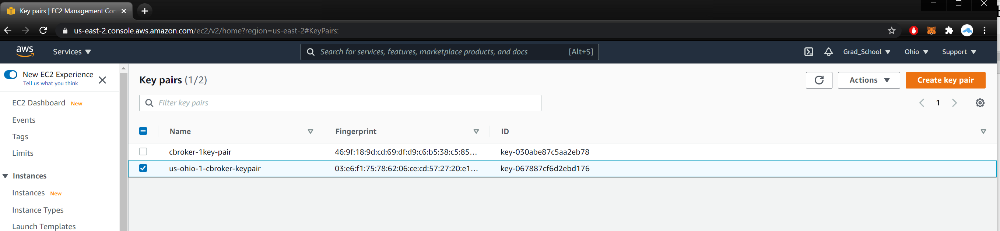 Key pairs | EC2 Management Con
us-east-2.console.aws.amazon.com/ec2/v2/home?region=us-east-2#KeyPairs:
aws Services Search for services, features, marketplace products, and docs [Alt+S] Grad_School Ohio Support
New EC2 Experience
Tell us what you think
EC2 Dashboard New
Events
Tags
Limits
Instances
Instances New
Instance Types
Launch Templates
Key pairs (1/2)
Actions
Create key pair
Filter key pairs
1
Name Fingerprint ID
cbroker-1key-pair 46:9f:18:9d:cd:69:df:d9:c6:b5:38:c5:85... key-030abe87c5aa2eb78
us-ohio-1-cbroker-keypair 03:e6:f1:75:78:62:06:ce:cd:57:27:20:e1... key-067887cf6d2ebd176